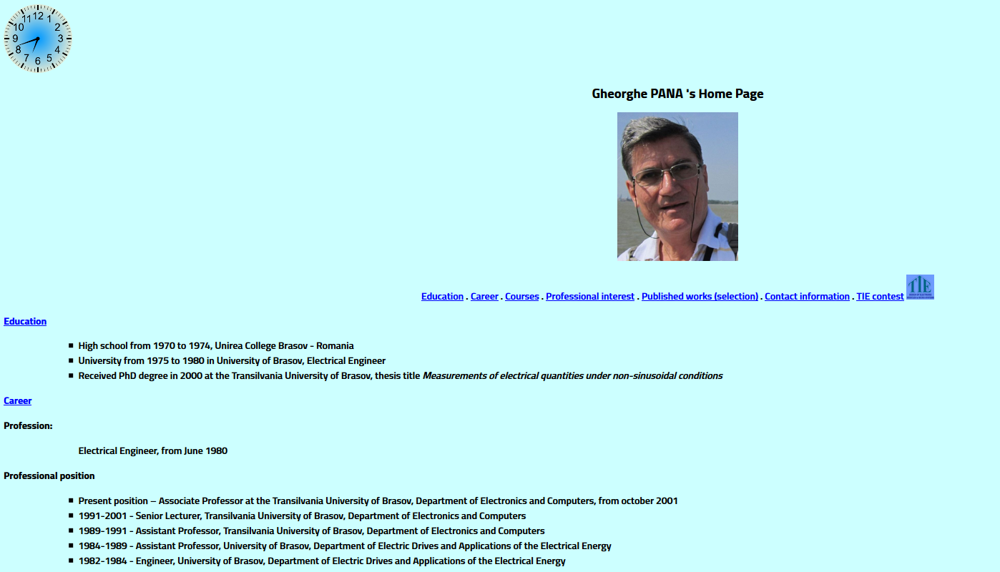 12
11 1
10 2
9 3
8 4
7 5
6
Gheorghe PANA 's Home Page
Education . Career . Courses . Professional interest . Published works (selection) . Contact information . TIE contest TIE
Education
High school from 1970 to 1974, Unirea College Brasov - Romania
University from 1975 to 1980 in University of Brasov, Electrical Engineer
Received PhD degree in 2000 at the Transilvania University of Brasov, thesis title Measurements of electrical quantities under non-sinusoidal conditions
Career
Profession:
Electrical Engineer, from June 1980
Professional position
Present position – Associate Professor at the Transilvania University of Brasov, Department of Electronics and Computers, from october 2001
1991-2001 - Senior Lecturer, Transilvania University of Brasov, Department of Electronics and Computers
1989-1991 - Assistant Professor, Transilvania University of Brasov, Department of Electronics and Computers
1984-1989 - Assistant Professor, University of Brasov, Department of Electric Drives and Applications of the Electrical Energy
1982-1984 - Engineer, University of Brasov, Department of Electric Drives and Applications of the Electrical Energy